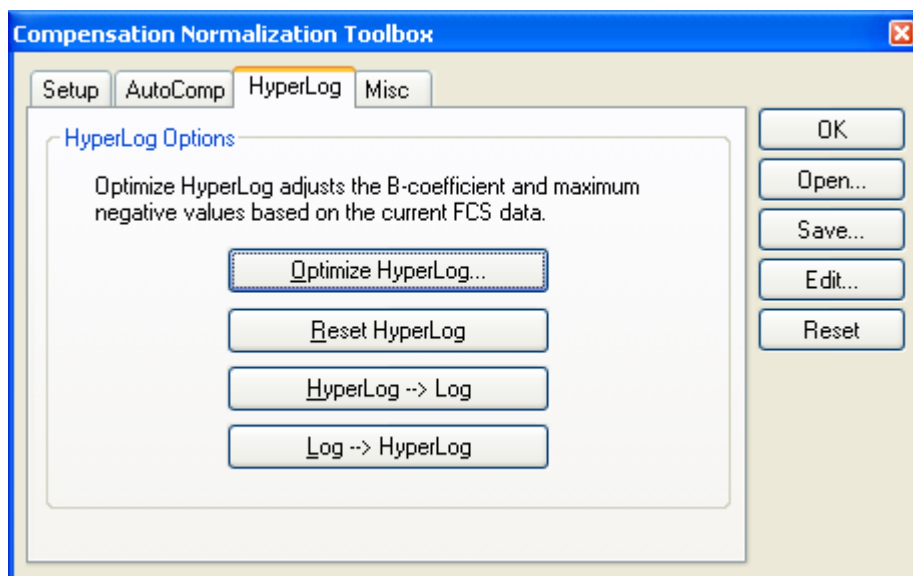 Compensation Normalization Toolbox
Setup AutoComp HyperLog Misc
HyperLog Options
Optimize HyperLog adjusts the B-coefficient and maximum
negative values based on the current FCS data.
Optimize HyperLog...
Reset HyperLog
HyperLog --> Log
Log --> HyperLog
OK
Open...
Save...
Edit...
Reset